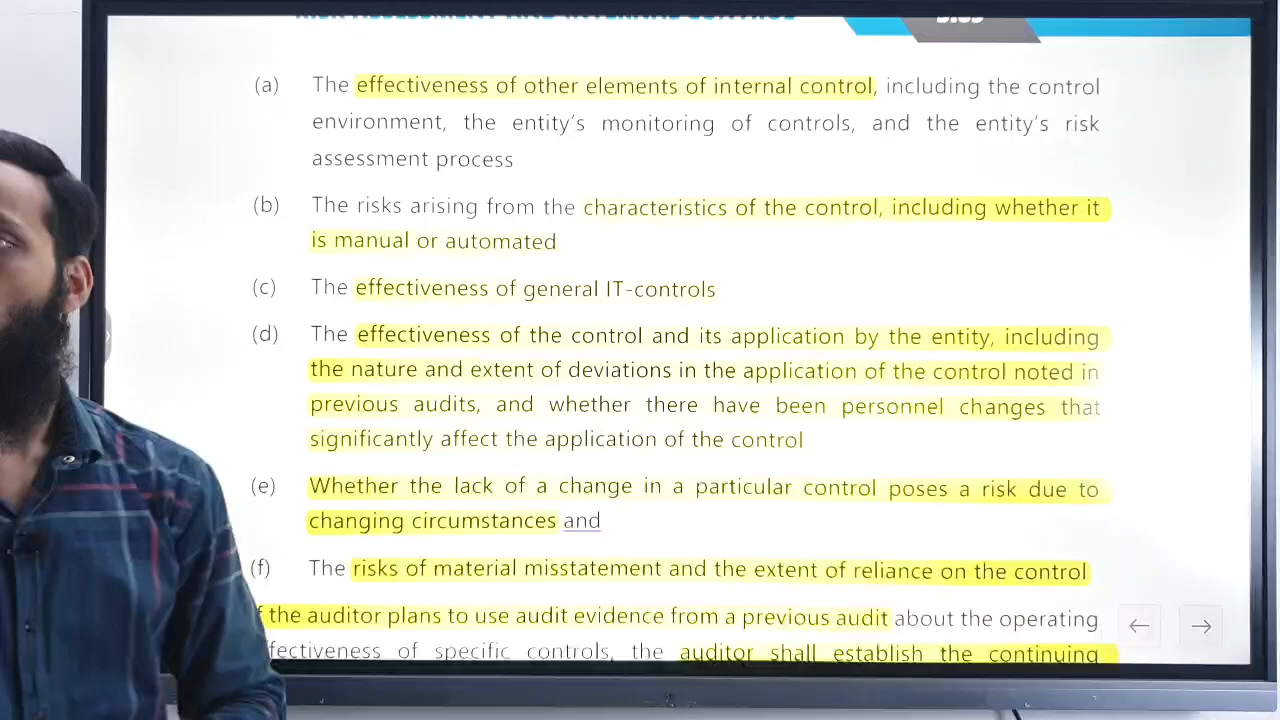 RISK ASSESSMENT AND INTERNAL CONTROL
(a) The effectiveness of other elements of internal control, including the control
environment, the entity’s monitoring of controls, and the entity’s risk
assessment process
(b) The risks arising from the characteristics of the control, including whether it
is manual or automated
(c) The effectiveness of general IT-controls
(d) The effectiveness of the control and its application by the entity, including
the nature and extent of deviations in the application of the control noted in
previous audits, and whether there have been personnel changes that
significantly affect the application of the control
(e) Whether the lack of a change in a particular control poses a risk due to
changing circumstances and
(f) The risks of material misstatement and the extent of reliance on the control
f the auditor plans to use audit evidence from a previous audit about the operating
fectiveness of specific controls, the auditor shall establish the continuing